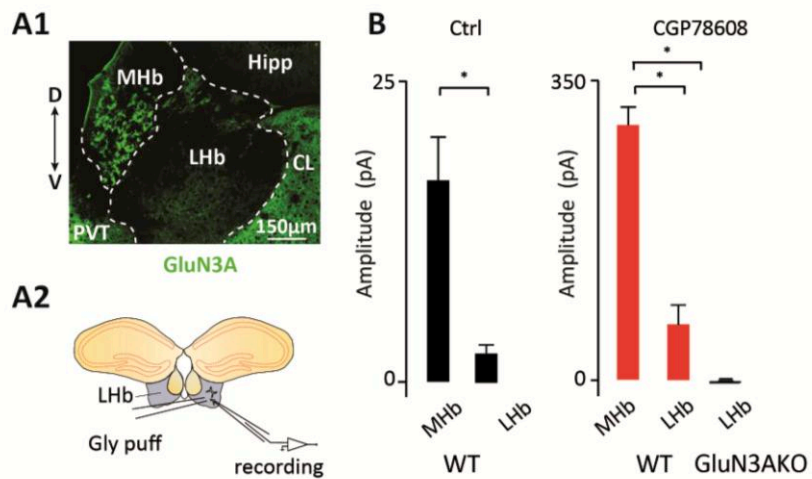 A1
MHb
Hipp
D
V
LHb
CL
PVT
150μm
GluN3A
A2
LHb
Gly puff
recording
B
Ctrl
CGP78608
25
350
*
*
*
Amplitude (pA)
Amplitude (pA)
0
0
MHb
LHb
MHb
LHb
LHb
WT
WT
GluN3AKO